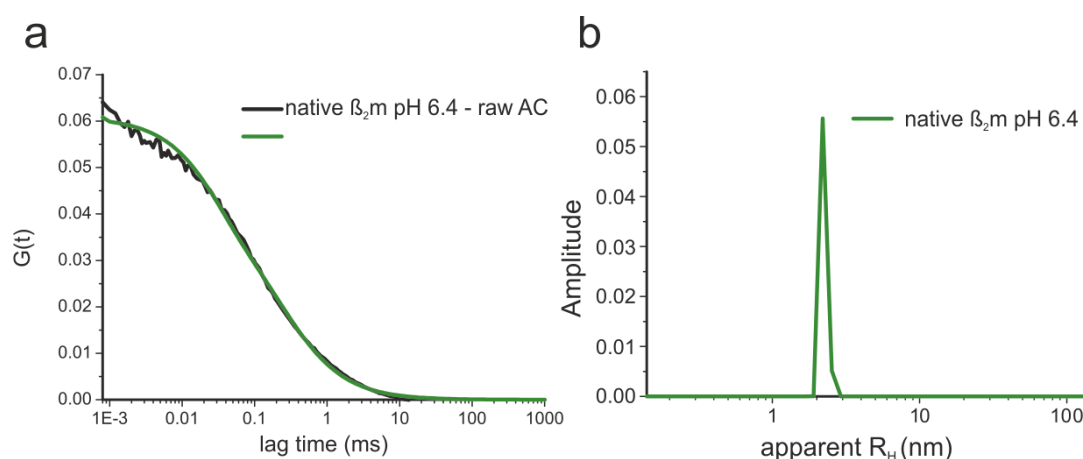 a
0.07
0.06
0.05
0.04
0.03
0.02
0.01
0.00
G(t)
native ß₂m pH 6.4 - raw AC
1E-3 0.01 0.1 1 10 100 1000
lag time (ms)
b
0.06
0.05
0.04
0.03
0.02
0.01
0.00
Amplitude
native ß₂m pH 6.4
1 10 100
apparent R_H (nm)